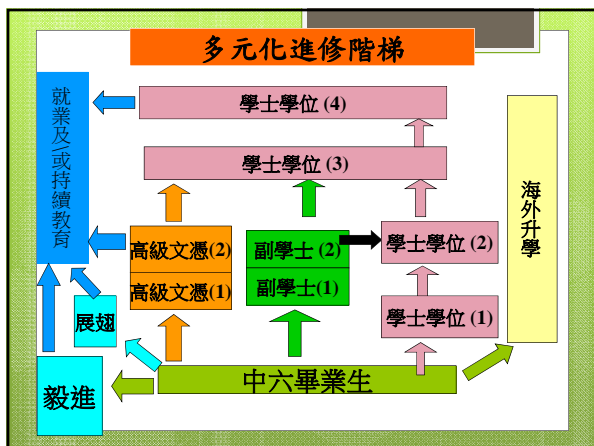 多元化進修階梯
就業及/或持續教育
學士學位 (4)
學士學位 (3)
海外升學
高級文憑(2)
副學士 (2)
學士學位 (2)
高級文憑(1)
副學士(1)
學士學位 (1)
展翅
毅進
中六畢業生